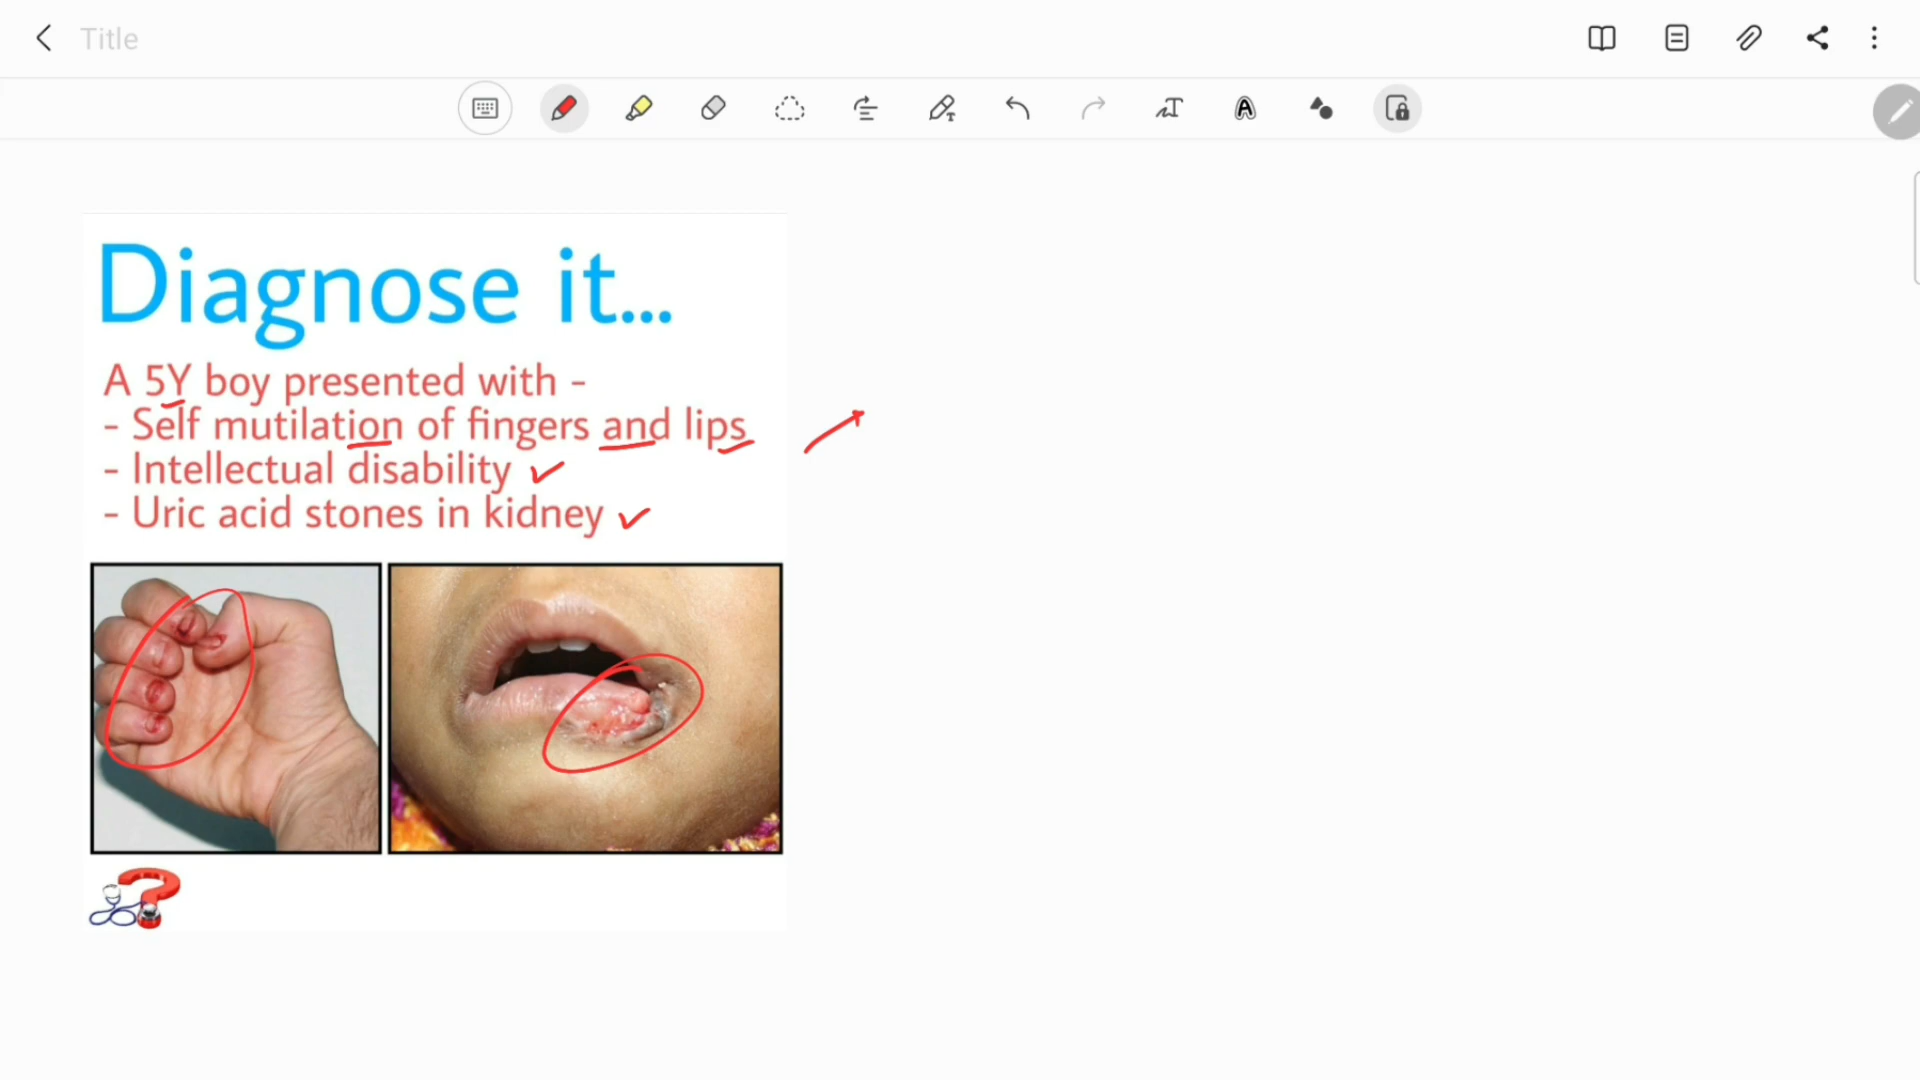 Title
Diagnose it...
A 5Y boy presented with -
- Self mutilation of fingers and lips
- Intellectual disability
- Uric acid stones in kidney